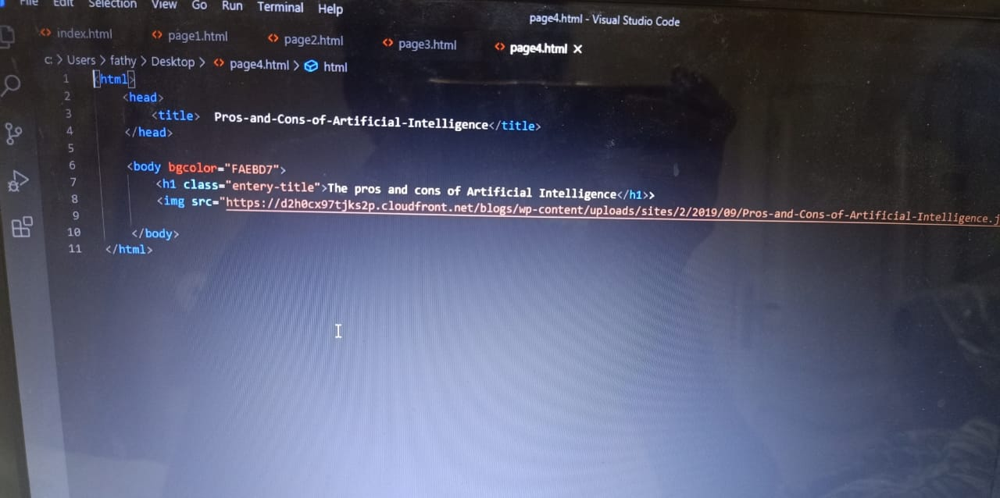 File Edit Selection View Go Run Terminal Help
page4.html - Visual Studio Code
index.html page1.html page2.html page3.html page4.html
c: > Users > fathy > Desktop > page4.html > html
1 <html>
2 <head>
3 <title> Pros-and-Cons-of-Artificial-Intelligence</title>
4 </head>
5
6 <body bgcolor="FAEBD7">
7 <h1 class="entery-title">The pros and cons of Artificial Intelligence</h1>>
8 <img src="https://d2h0cx97tjks2p.cloudfront.net/blogs/wp-content/uploads/sites/2/2019/09/Pros-and-Cons-of-Artificial-Intelligence.j
9
10 </body>
11 </html>